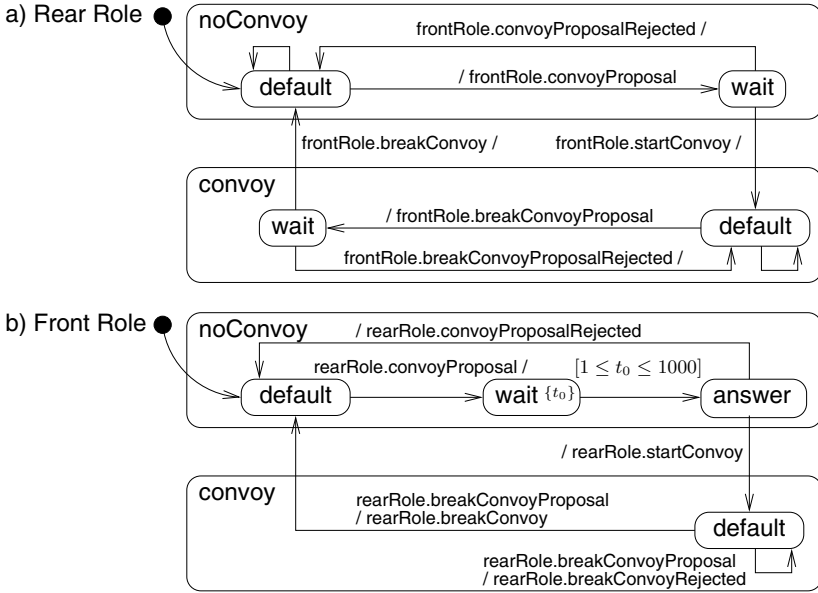 a) Rear Role
noConvoy
frontRole.convoyProposalRejected /
default
/ frontRole.convoyProposal
wait
frontRole.breakConvoy /
frontRole.startConvoy /
convoy
wait
/ frontRole.breakConvoyProposal
default
frontRole.breakConvoyProposalRejected /
b) Front Role
noConvoy
/ rearRole.convoyProposalRejected
rearRole.convoyProposal /
[1 ≤ t₀ ≤ 1000]
default
wait {t₀}
answer
/ rearRole.startConvoy
convoy
rearRole.breakConvoyProposal
/ rearRole.breakConvoy
default
rearRole.breakConvoyProposal
/ rearRole.breakConvoyRejected